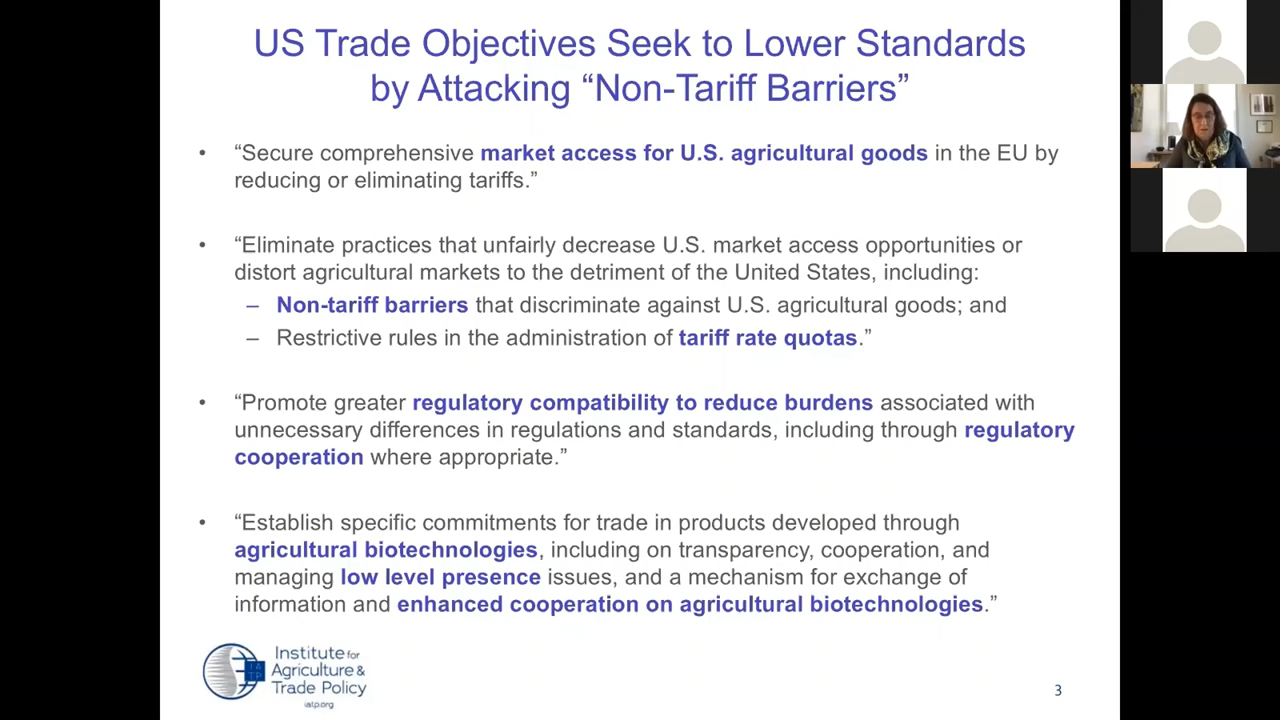 US Trade Objectives Seek to Lower Standards
by Attacking “Non-Tariff Barriers”
• “Secure comprehensive market access for U.S. agricultural goods in the EU by
reducing or eliminating tariffs.”
• “Eliminate practices that unfairly decrease U.S. market access opportunities or
distort agricultural markets to the detriment of the United States, including:
– Non-tariff barriers that discriminate against U.S. agricultural goods; and
– Restrictive rules in the administration of tariff rate quotas.”
• “Promote greater regulatory compatibility to reduce burdens associated with
unnecessary differences in regulations and standards, including through regulatory
cooperation where appropriate.”
• “Establish specific commitments for trade in products developed through
agricultural biotechnologies, including on transparency, cooperation, and
managing low level presence issues, and a mechanism for exchange of
information and enhanced cooperation on agricultural biotechnologies.”
IA
TP
Institute for
Agriculture &
Trade Policy
iatp.org
3